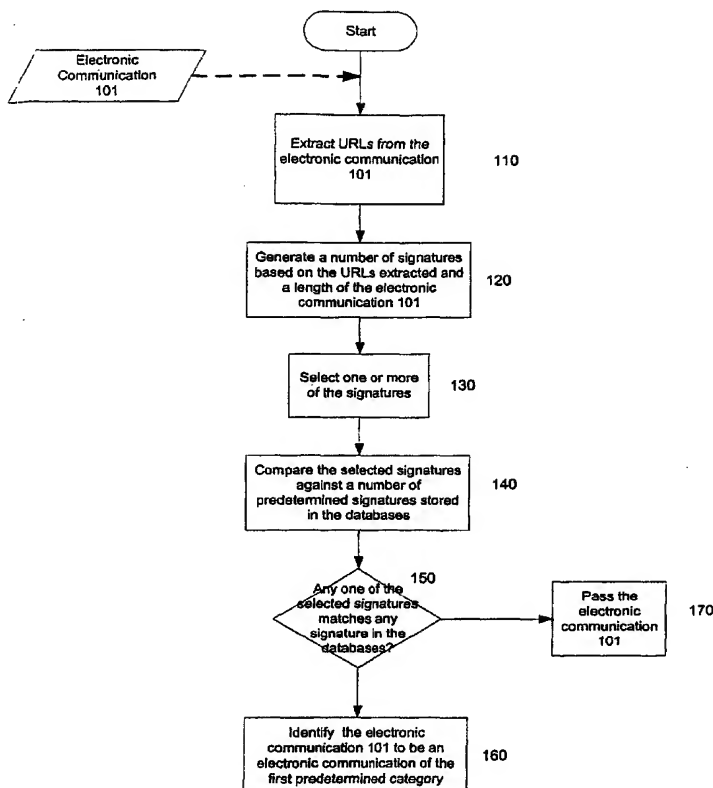 Start
Electronic
Communication
101
Extract URLs from the
electronic communication
101
110
Generate a number of signatures
based on the URLs extracted and
a length of the electronic
communication 101
120
Select one or more
of the signatures
130
Compare the selected signatures
against a number of
predetermined signatures stored
in the databases
140
150
Any one of the
selected signatures
matches any
signature in the
databases?
Pass the
electronic
communication
101
170
Identify the electronic
communication 101 to be an
electronic communication of the
first predetermined category
160